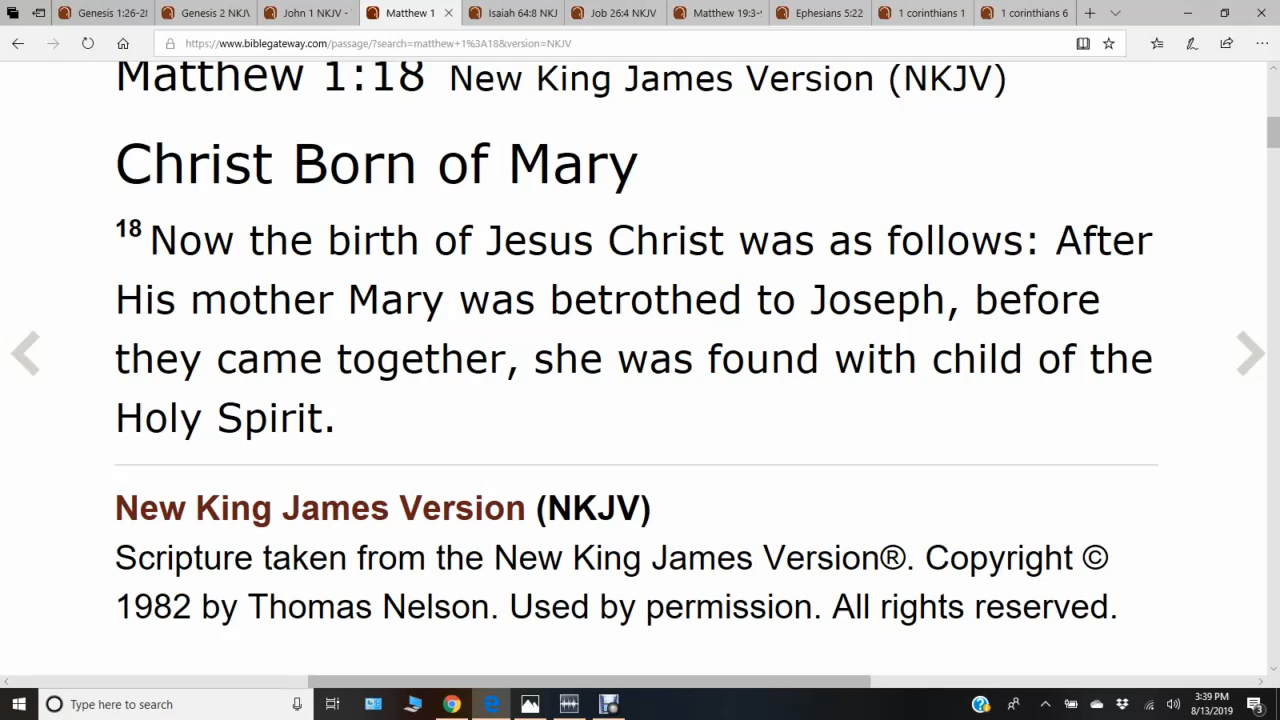 Genesis 1:26-2
Genesis 2 NKJV
John 1 NKJV -
Matthew 1
Isaiah 64:8 NKJ
Job 26:4 NKJV
Matthew 19:3-
Ephesians 5:22
1 corinthians 1
1 corinthians 6
https://www.biblegateway.com/passage/?search=matthew+1%3A18&version=NKJV
Matthew 1:18 New King James Version (NKJV)
Christ Born of Mary
18 Now the birth of Jesus Christ was as follows: After
His mother Mary was betrothed to Joseph, before
they came together, she was found with child of the
Holy Spirit.
New King James Version (NKJV)
Scripture taken from the New King James Version®. Copyright ©
1982 by Thomas Nelson. Used by permission. All rights reserved.
Type here to search
3:39 PM
8/13/2019
3